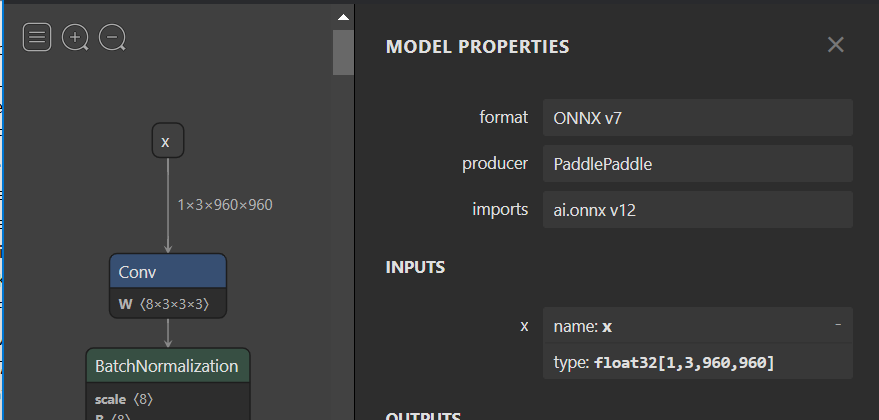 x
1×3×960×960
Conv
W ⟨8×3×3×3⟩
BatchNormalization
scale ⟨8⟩
B ⟨8⟩
MODEL PROPERTIES
format ONNX v7
producer PaddlePaddle
imports ai.onnx v12
INPUTS
x name: x -
type: float32[1,3,960,960]
OUTPUTS